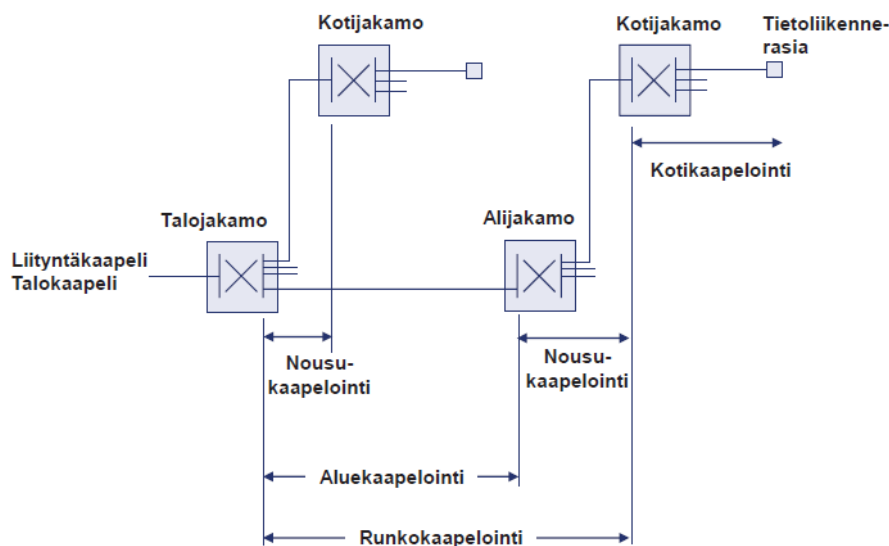 Kotijakamo
Kotijakamo
Tietoliikenne-
rasia
Kotikaapelointi
Talojakamo
Alijakamo
Liityntäkaapeli
Talokaapeli
Nousu-
kaapelointi
Nousu-
kaapelointi
Aluekaapelointi
Runkokaapelointi